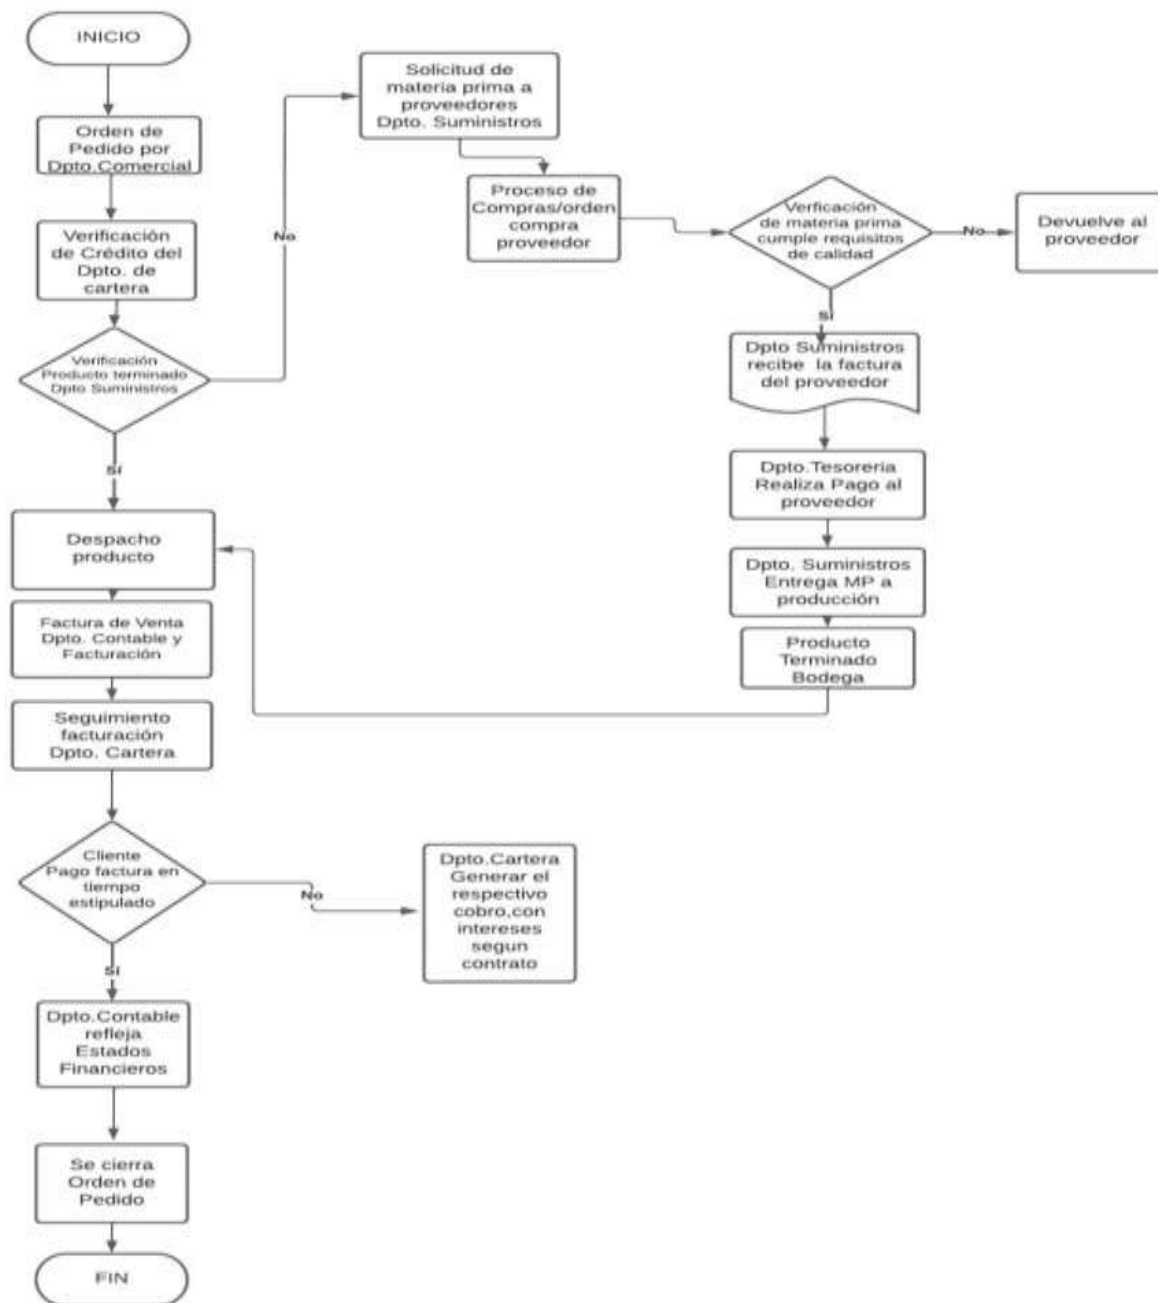 INICIO
Orden de
Pedido por
Dpto.Comercial
Verificación
de Crédito del
Dpto. de
cartera
Verificación
Producto terminado
Dpto Suministros
No
Solicitud de
materia prima a
proveedores
Dpto. Suministros
Proceso de
Compras/orden
compra
proveedor
Verficación
de materia prima
cumple requisitos
de calidad
No
Devuelve al
proveedor
Sí
Dpto Suministros
recibe la factura
del proveedor
Dpto.Tesoreria
Realiza Pago al
proveedor
Dpto. Suministros
Entrega MP a
producción
Producto
Terminado
Bodega
Sí
Despacho
producto
Factura de Venta
Dpto. Contable y
Facturación
Seguimiento
facturación
Dpto. Cartera
Cliente
Pago factura en
tiempo
estipulado
No
Dpto.Cartera
Generar el
respectivo
cobro,con
intereses
segun
contrato
Sí
Dpto.Contable
refleja
Estados
Financieros
Se cierra
Orden de
Pedido
FIN